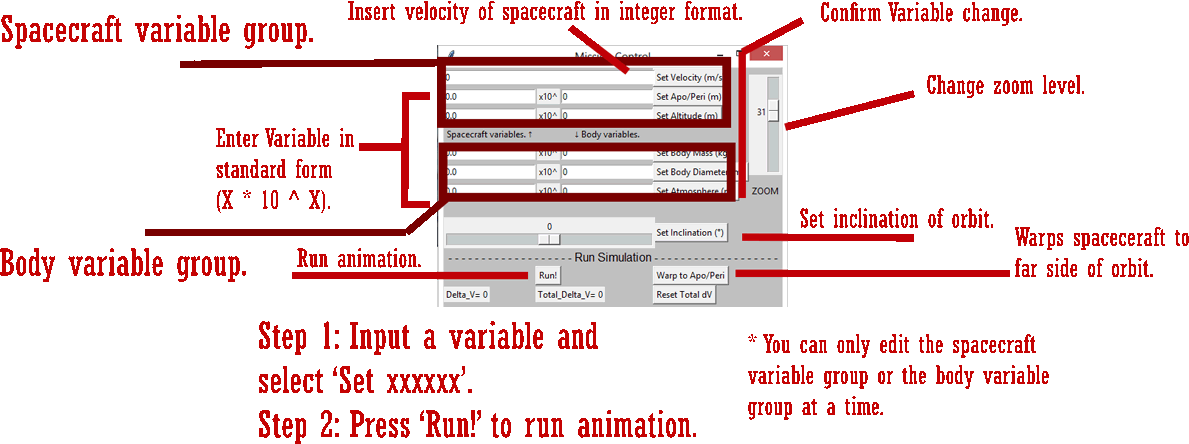 Insert velocity of spacecraft in integer format.
Confirm Variable change.
Spacecraft variable group.
Control
0
Set Velocity (m/s
Change zoom level.
0.0 x10^ 0 Set Apo/Peri (m)
31
0.0 x10^ 0 Set Altitude (m)
Spacecraft variables. ↑ ↓ Body variables.
Enter Variable in
standard form
(X * 10 ^ X).
0.0 x10^ 0 Set Body Mass (kg
0.0 x10^ 0 Set Body Diameter
0.0 x10^ 0 Set Atmosphere
ZOOM
0
Set Inclination (°)
Set inclination of orbit.
Body variable group.
Run animation.
Run Simulation
Warps spacececraft to
far side of orbit.
Run! Warp to Apo/Peri
Delta_V= 0 Total_Delta_V= 0 Reset Total dV
Step 1: Input a variable and
select ‘Set xxxxxx’.
Step 2: Press ‘Run!’ to run animation.
* You can only edit the spacecraft
variable group or the body variable
group at a time.